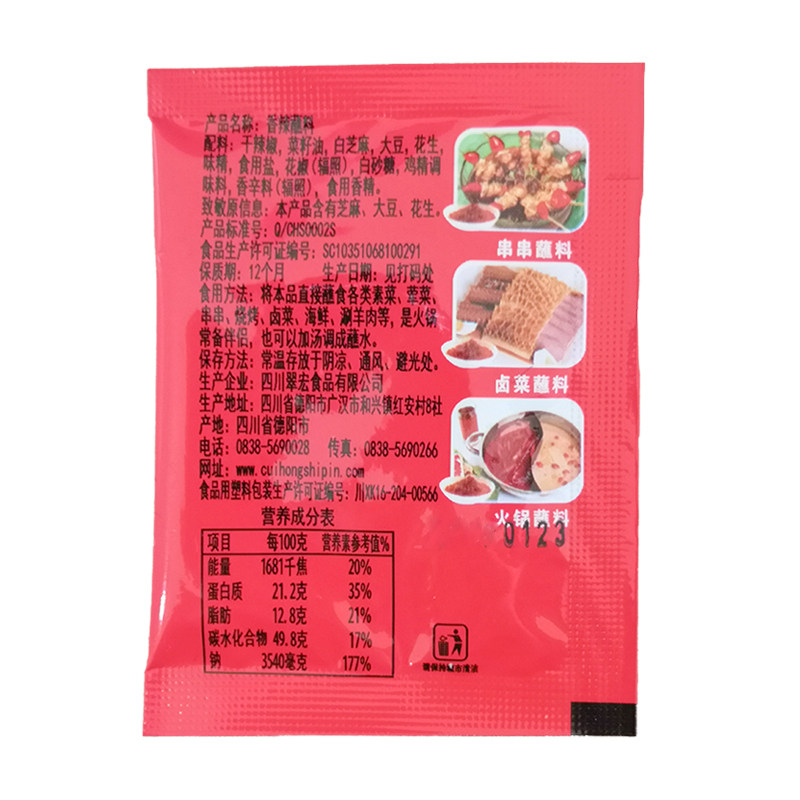 产品名称：香辣蘸料
配料：干辣椒，菜籽油，白芝麻，大豆，花生，
味精，食用盐，花椒(辐照)，白砂糖，鸡精调
味料，香辛料(辐照)，食用香精。
致敏原信息：本产品含有芝麻、大豆、花生。
产品标准号：Q/CHS0002S
食品生产许可证编号：SC10351068100291
保质期：12个月 生产日期：见打码处
食用方法：将本品直接蘸食各类素菜、荤菜、
串串、烧烤、卤菜、海鲜、涮羊肉等，是火锅
常备伴侣，也可以加汤调成蘸水。
保存方法：常温存放于阴凉、通风、避光处。
生产企业：四川翠宏食品有限公司
生产地址：四川省德阳市广汉市和兴镇红安村8社
产地：四川省德阳市
电话：0838-5690028 传真：0838-5690266
网址：www.cuihongshipin.com
食品用塑料包装生产许可证编号：川XK16-204-00566
营养成分表
项目 每100克 营养素参考值%
能量 1681千焦 20%
蛋白质 21.2克 35%
脂肪 12.8克 21%
碳水化合物 49.8克 17%
钠 3540毫克 177%
串串蘸料
卤菜蘸料
火锅蘸料
0123
请保持城市清洁